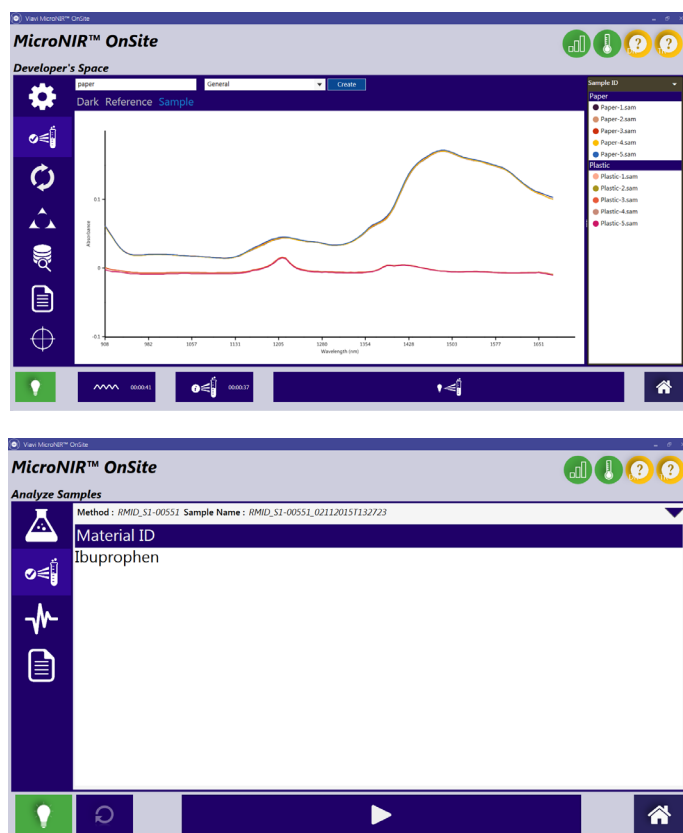 Viavi MicroNIR™ OnSite
MicroNIR™ OnSite
Developer's Space
paper General Create
Dark Reference Sample
Sample ID
Paper
Paper-1.sam
Paper-2.sam
Paper-3.sam
Paper-4.sam
Paper-5.sam
Plastic
Plastic-1.sam
Plastic-2.sam
Plastic-3.sam
Plastic-4.sam
Plastic-5.sam
Absorbance
0.1
0
-0.1
908 982 1057 1131 1205 1280 1354 1428 1503 1577 1651
Wavelength (nm)
00:00:41 00:00:37
Viavi MicroNIR™ OnSite
MicroNIR™ OnSite
Analyze Samples
Method : RMID_S1-00551 Sample Name : RMID_S1-00551_02112015T132723
Material ID
Ibuprophen